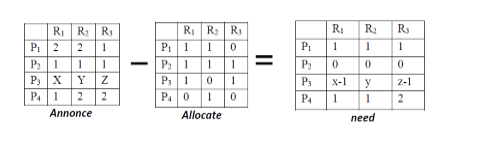 R1 R2 R3
P1 2 2 1
P2 1 1 1
P3 X Y Z
P4 1 2 2
Annonce
−
R1 R2 R3
P1 1 1 0
P2 1 1 1
P3 1 0 1
P4 0 1 0
Allocate
=
R1 R2 R3
P1 1 1 1
P2 0 0 0
P3 x-1 y z-1
P4 1 1 2
need